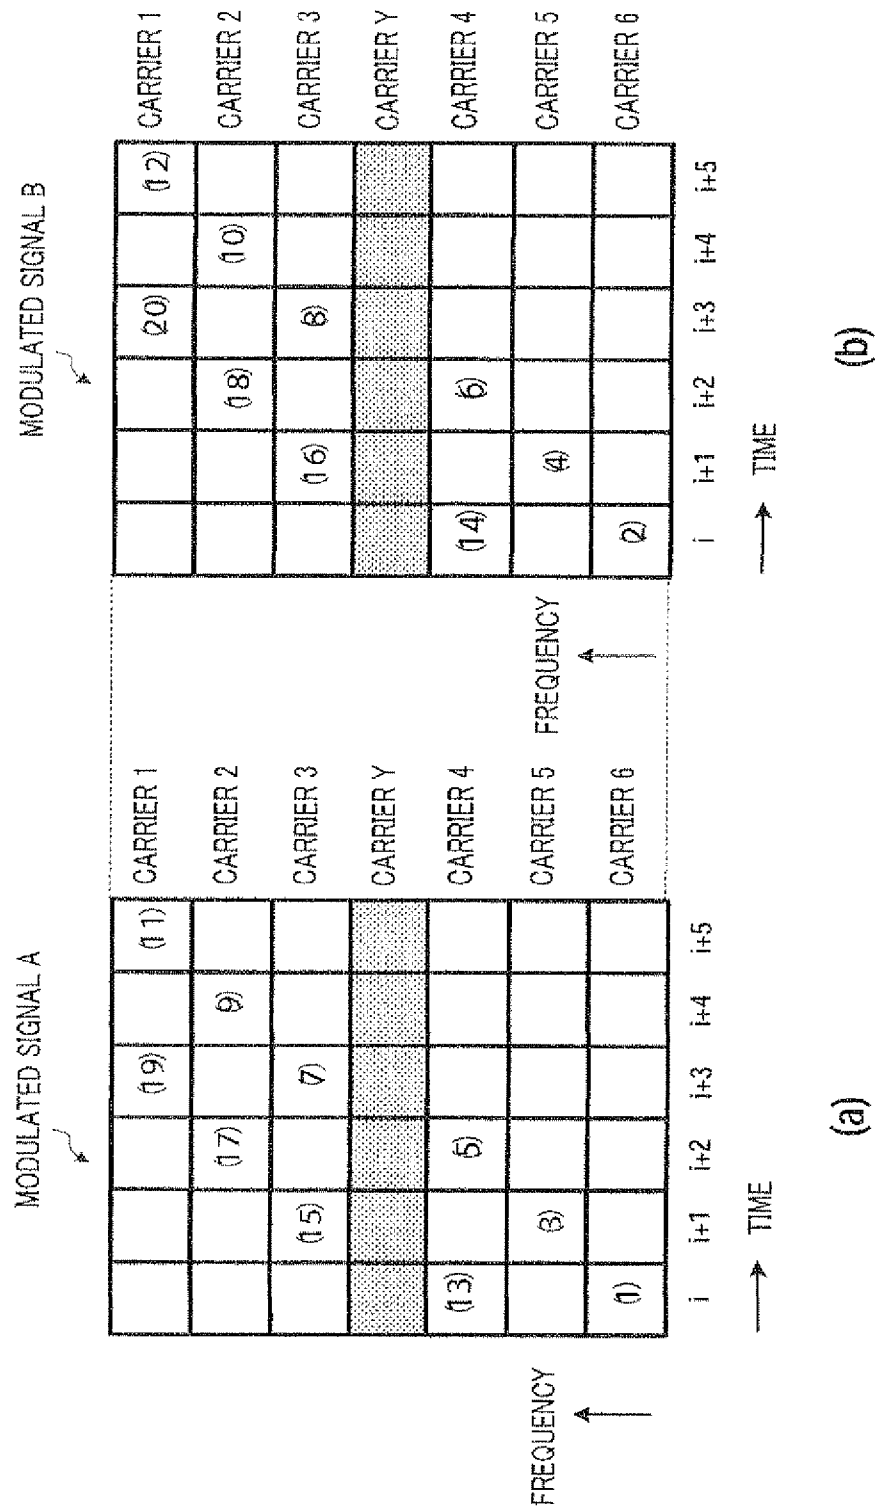 MODULATED SIGNAL A
(19) (11) CARRIER 1
(17) (9) CARRIER 2
(15) (7) CARRIER 3
CARRIER Y
(13) (5) CARRIER 4
FREQUENCY
(3) CARRIER 5
(1) CARRIER 6
i i+1 i+2 i+3 i+4 i+5
TIME
(a)
MODULATED SIGNAL B
(20) (12) CARRIER 1
(18) (10) CARRIER 2
(16) (8) CARRIER 3
CARRIER Y
(14) (6) CARRIER 4
FREQUENCY
(4) CARRIER 5
(2) CARRIER 6
i i+1 i+2 i+3 i+4 i+5
TIME
(b)